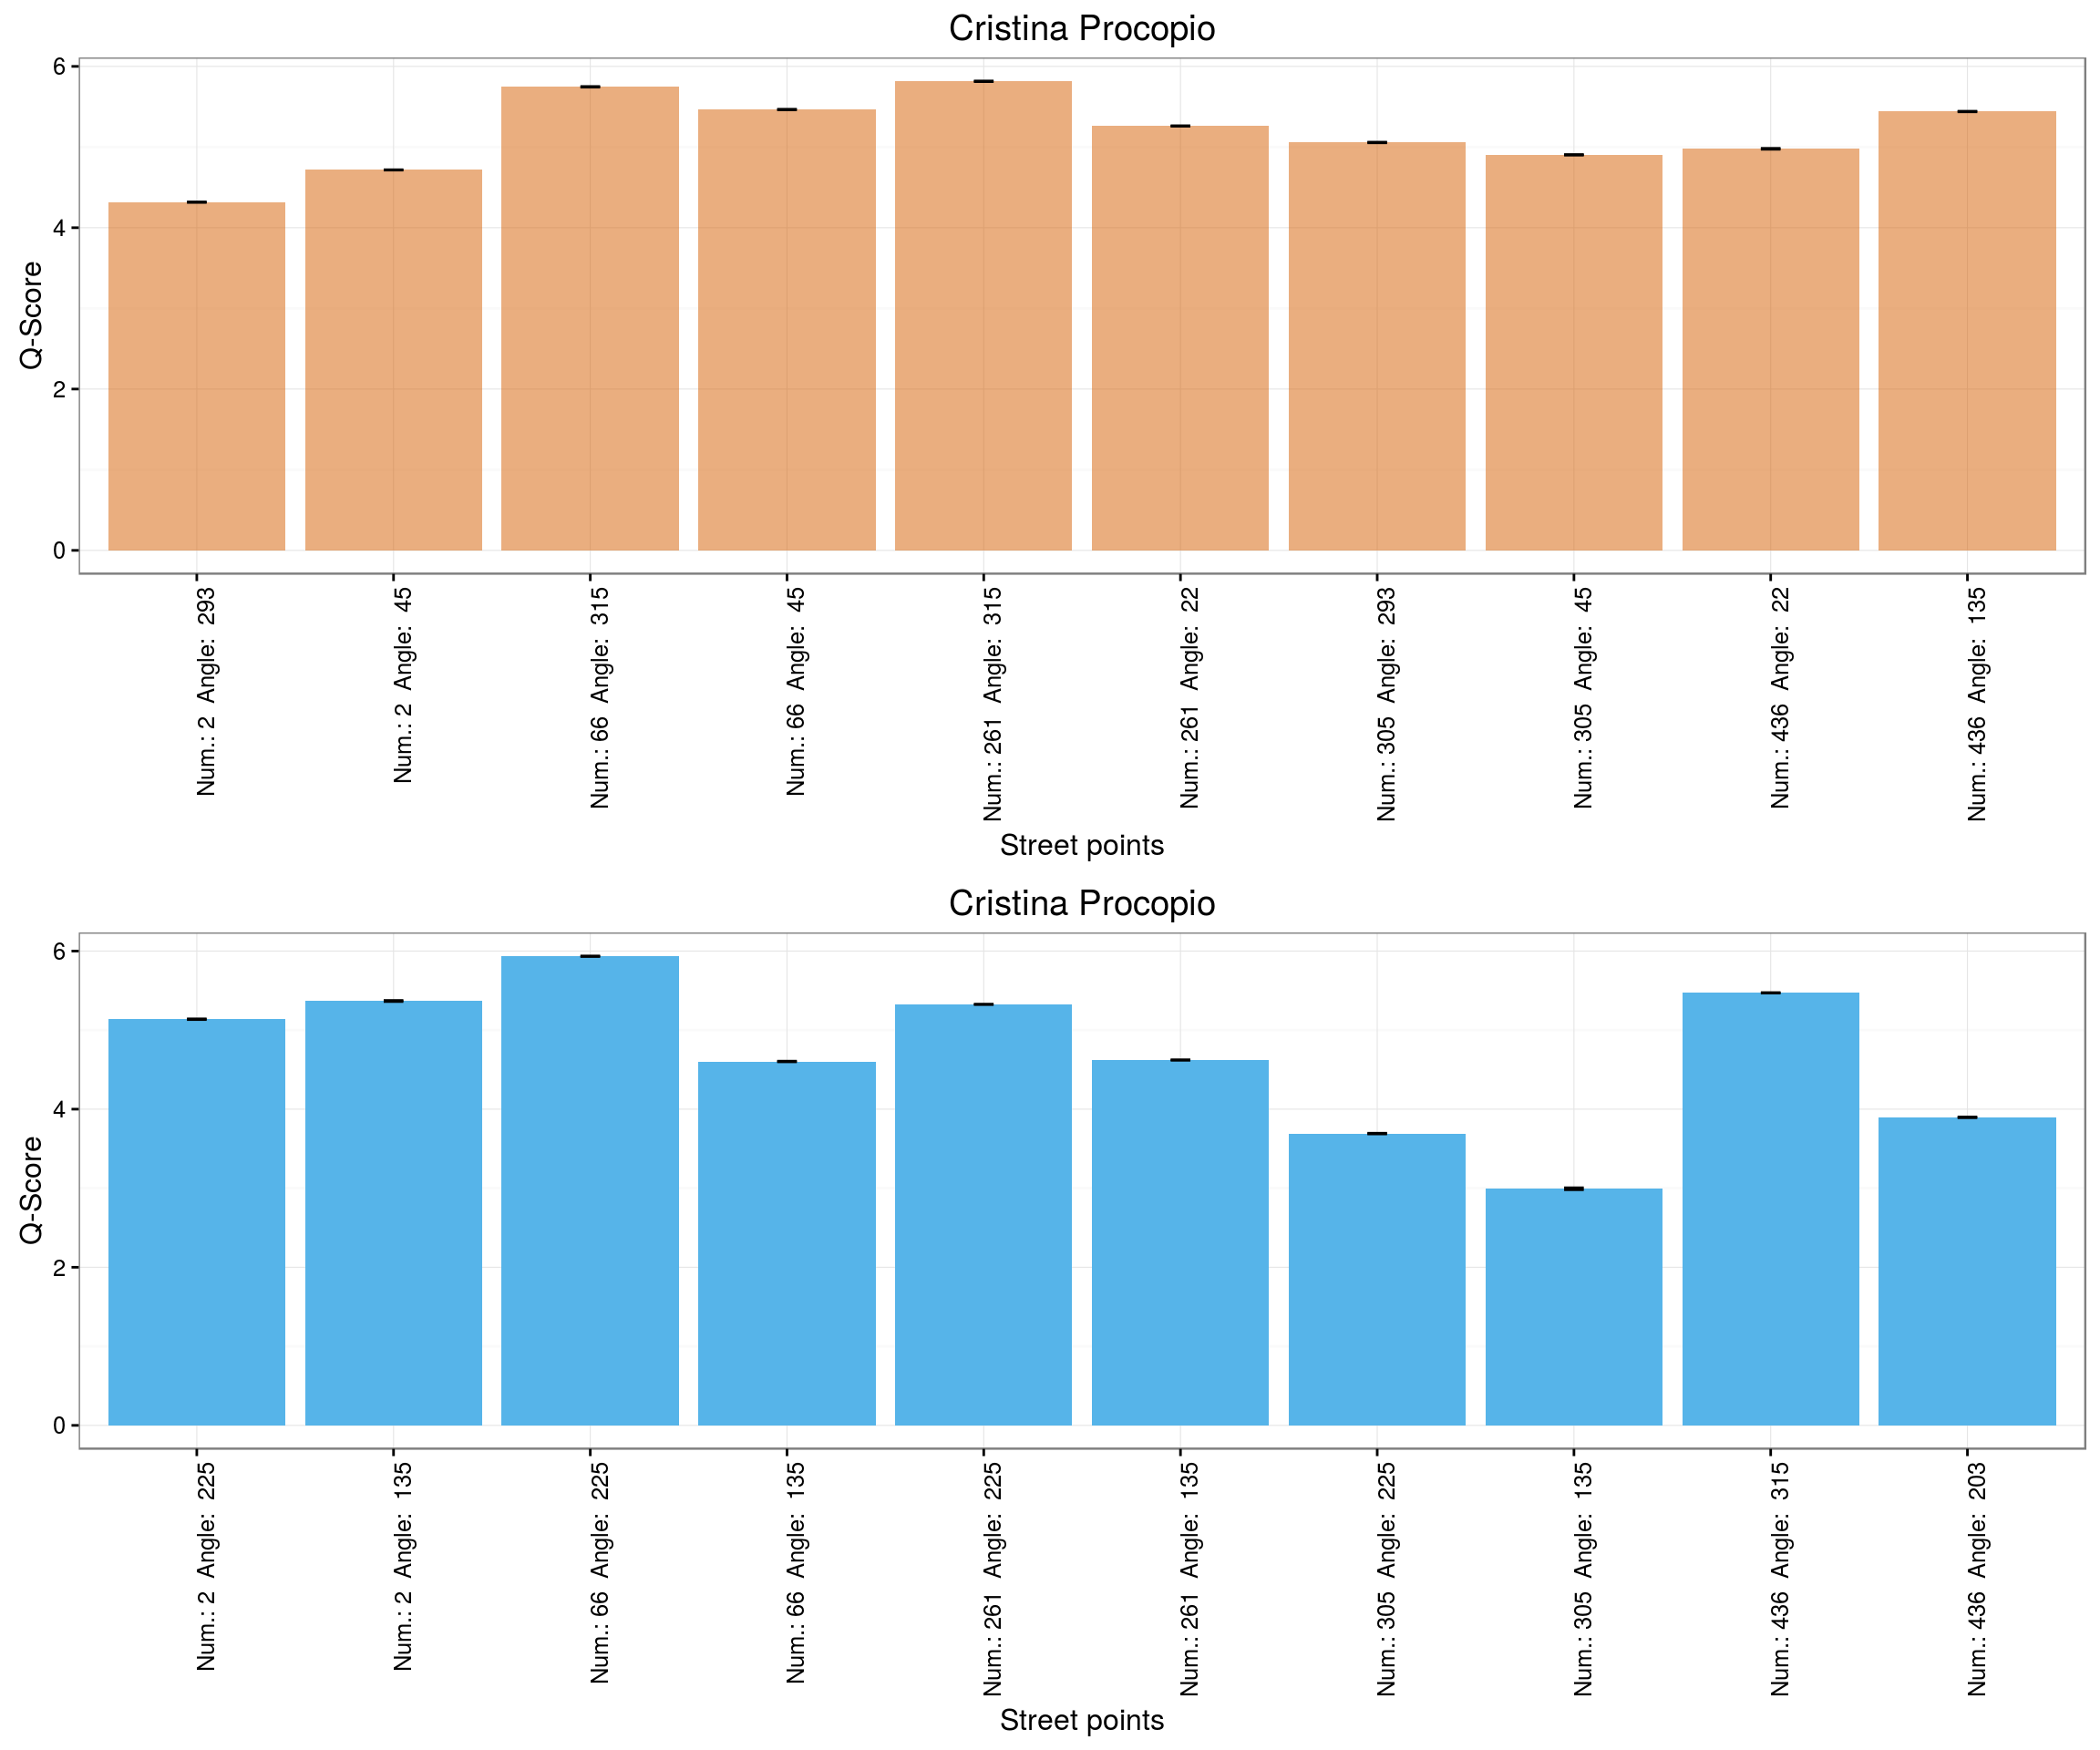 Cristina Procopio
6
4
2
0
Q-Score
Num.: 2 Angle: 293
Num.: 2 Angle: 45
Num.: 66 Angle: 315
Num.: 66 Angle: 45
Num.: 261 Angle: 315
Num.: 261 Angle: 22
Num.: 305 Angle: 293
Num.: 305 Angle: 45
Num.: 436 Angle: 22
Num.: 436 Angle: 135
Street points
Cristina Procopio
6
4
2
0
Q-Score
Num.: 2 Angle: 225
Num.: 2 Angle: 135
Num.: 66 Angle: 225
Num.: 66 Angle: 135
Num.: 261 Angle: 225
Num.: 261 Angle: 135
Num.: 305 Angle: 225
Num.: 305 Angle: 135
Num.: 436 Angle: 315
Num.: 436 Angle: 203
Street points